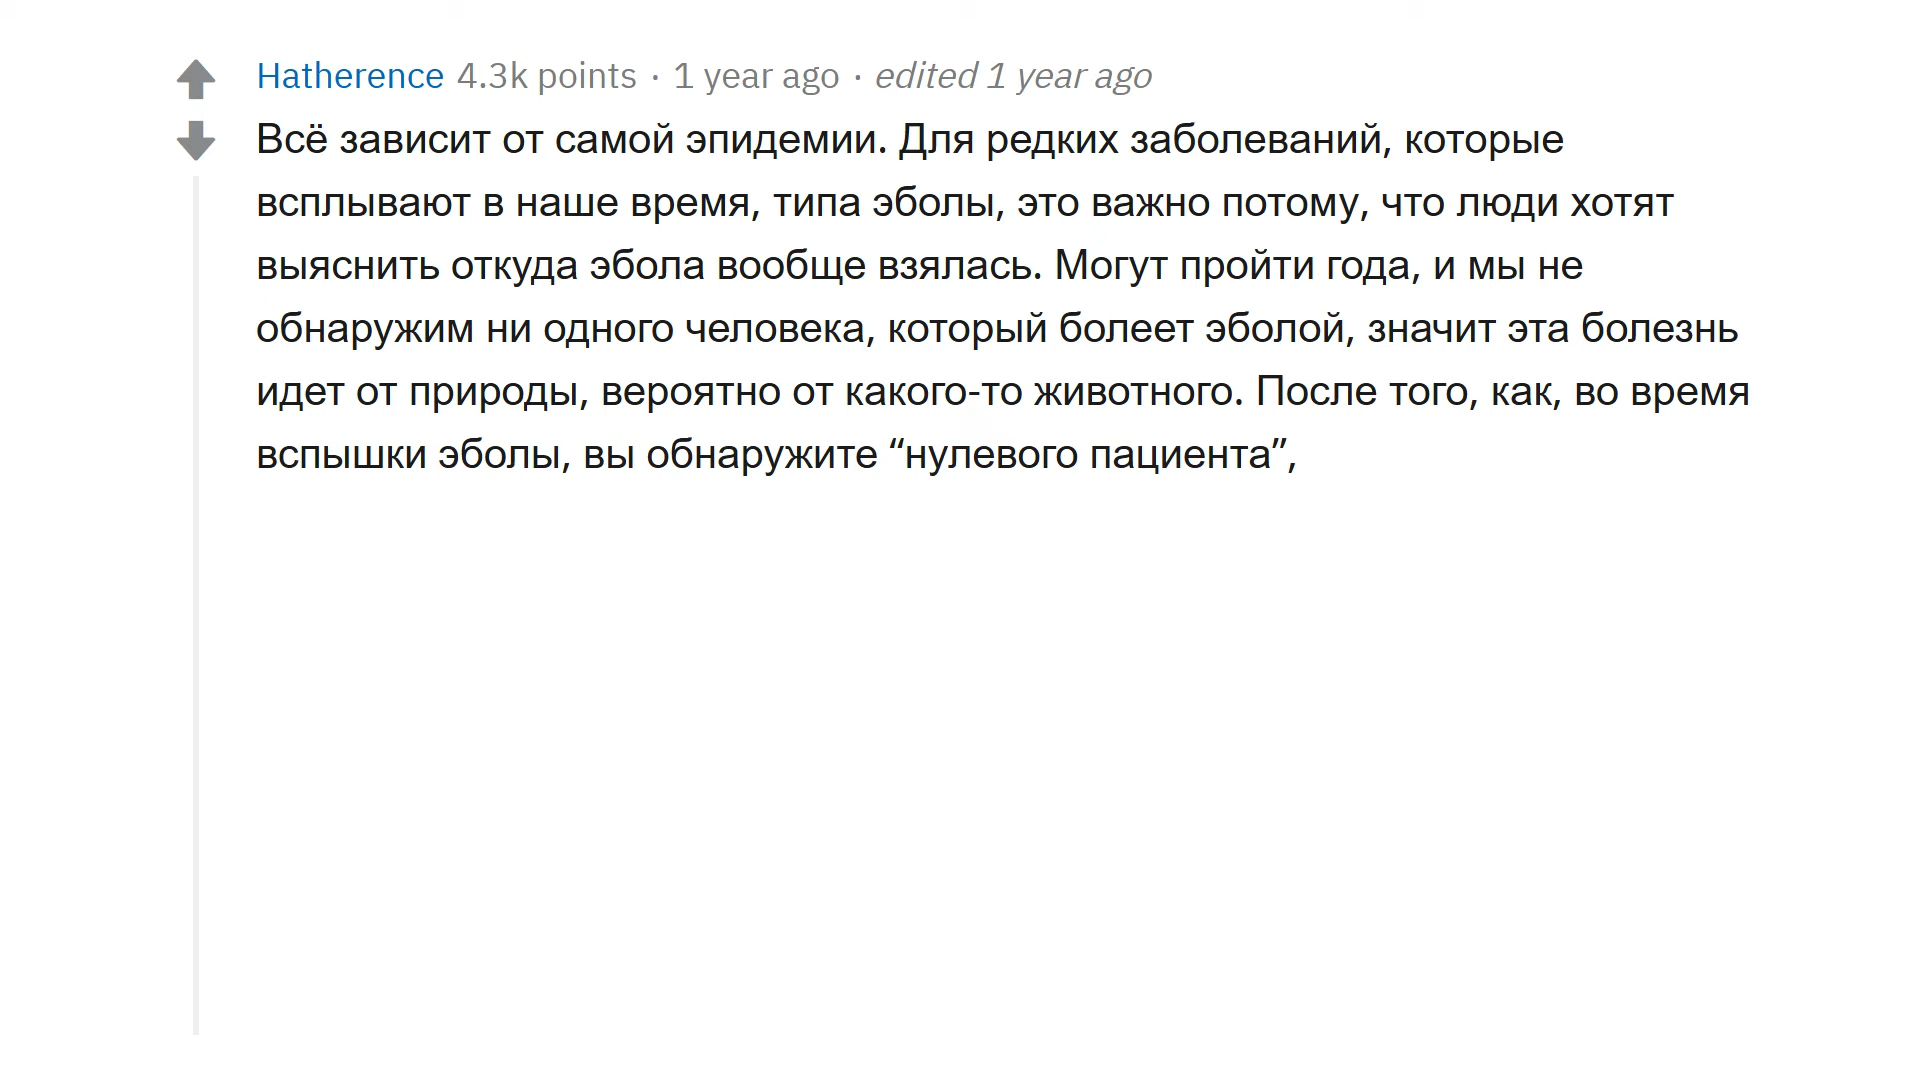 Hatherence 4.3k points · 1 year ago · edited 1 year ago
Всё зависит от самой эпидемии. Для редких заболеваний, которые
всплывают в наше время, типа эболы, это важно потому, что люди хотят
выяснить откуда эбола вообще взялась. Могут пройти года, и мы не
обнаружим ни одного человека, который болеет эболой, значит эта болезнь
идет от природы, вероятно от какого-то животного. После того, как, во время
вспышки эболы, вы обнаружите “нулевого пациента”,